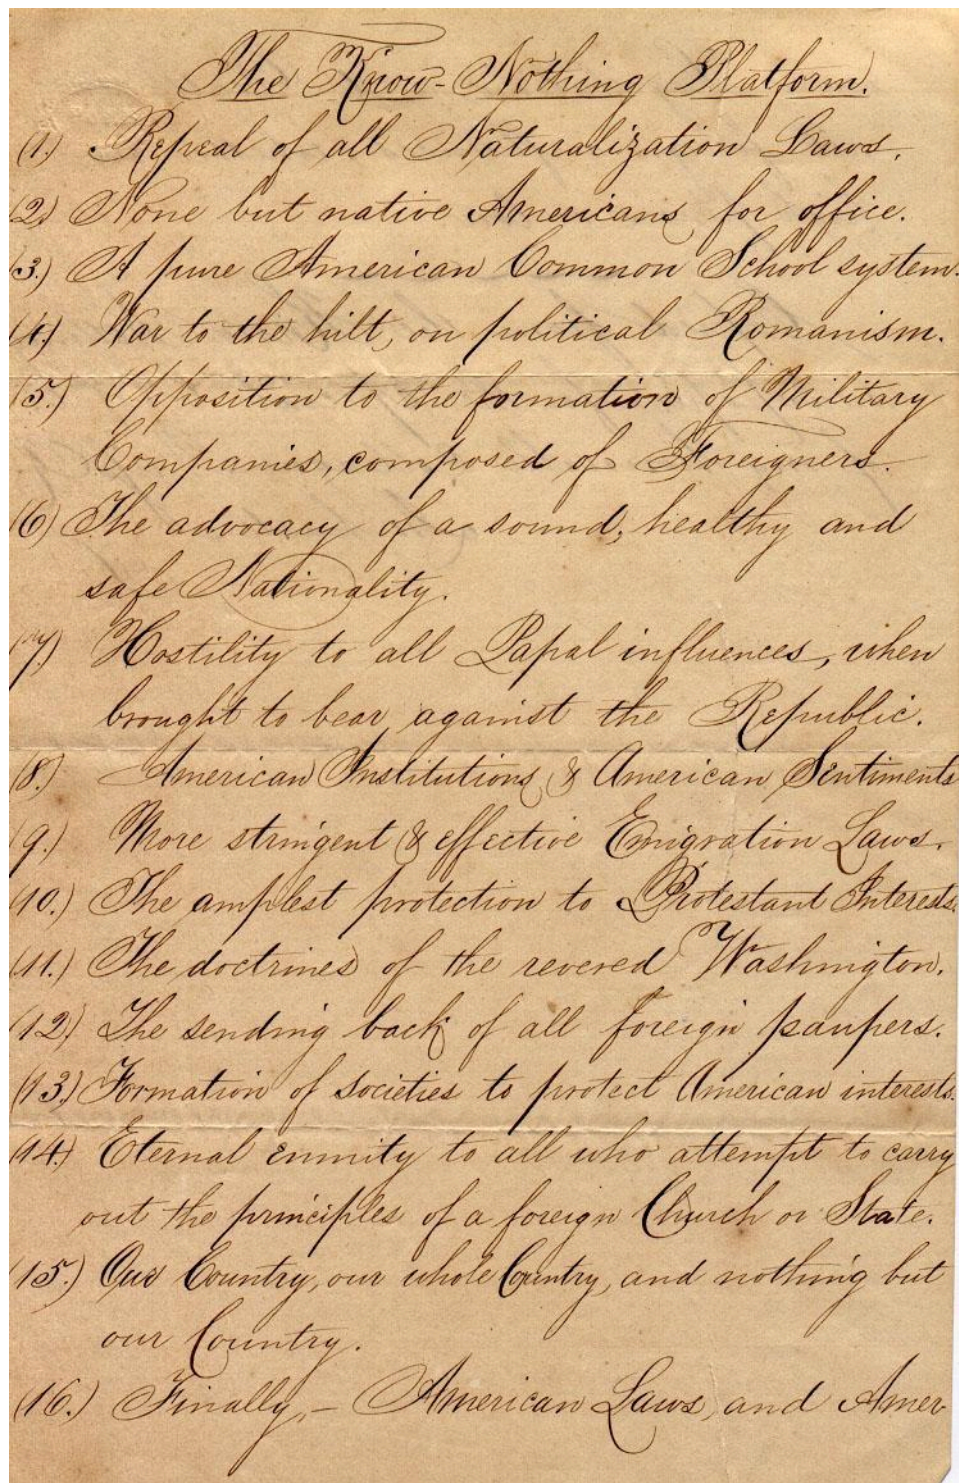 The Know-Nothing Platform.
(1.) Repeal of all Naturalization Laws.
(2.) None but native Americans for office.
(3.) A pure American Common School system.
(4.) War to the hilt, on political Romanism.
(5.) Opposition to the formation of Military
Companies, composed of Foreigners.
(6.) The advocacy of a sound, healthy and
safe Nationality.
(7.) Hostility to all Papal influences, when
brought to bear against the Republic.
(8.) American Institutions & American Sentiments
(9.) More stringent & effective Emigration Laws.
(10.) The amplest protection to Protestant Interests.
(11.) The doctrines of the revered Washington.
(12.) The sending back of all foreign paupers.
(13.) Formation of societies to protect American interests.
(14.) Eternal enmity to all who attempt to carry
out the principles of a foreign Church or State.
(15.) Our Country, our whole Country, and nothing but
our Country.
(16.) Finally,– American Laws, and Amer